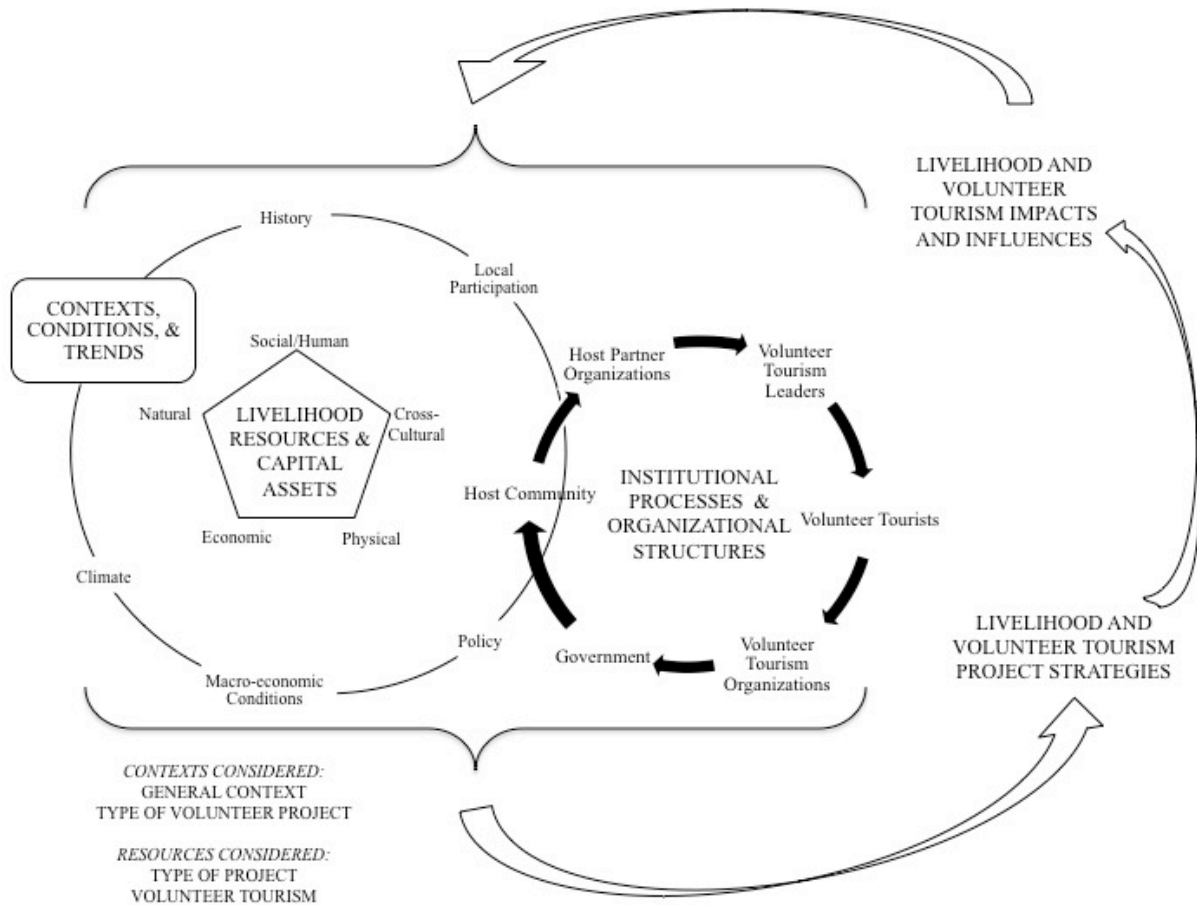 LIVELIHOOD AND
VOLUNTEER
TOURISM IMPACTS
AND INFLUENCES
History
Local
Participation
CONTEXTS,
CONDITIONS, &
TRENDS
Social/Human
Natural
Cross-
Cultural
LIVELIHOOD
RESOURCES &
CAPITAL
ASSETS
Economic
Physical
Climate
Macro-economic
Conditions
Policy
Host Partner
Organizations
Volunteer
Tourism
Leaders
Host Community
INSTITUTIONAL
PROCESSES &
ORGANIZATIONAL
STRUCTURES
Volunteer Tourists
Government
Volunteer
Tourism
Organizations
LIVELIHOOD AND
VOLUNTEER TOURISM
PROJECT STRATEGIES
CONTEXTS CONSIDERED:
GENERAL CONTEXT
TYPE OF VOLUNTEER PROJECT
RESOURCES CONSIDERED:
TYPE OF PROJECT
VOLUNTEER TOURISM